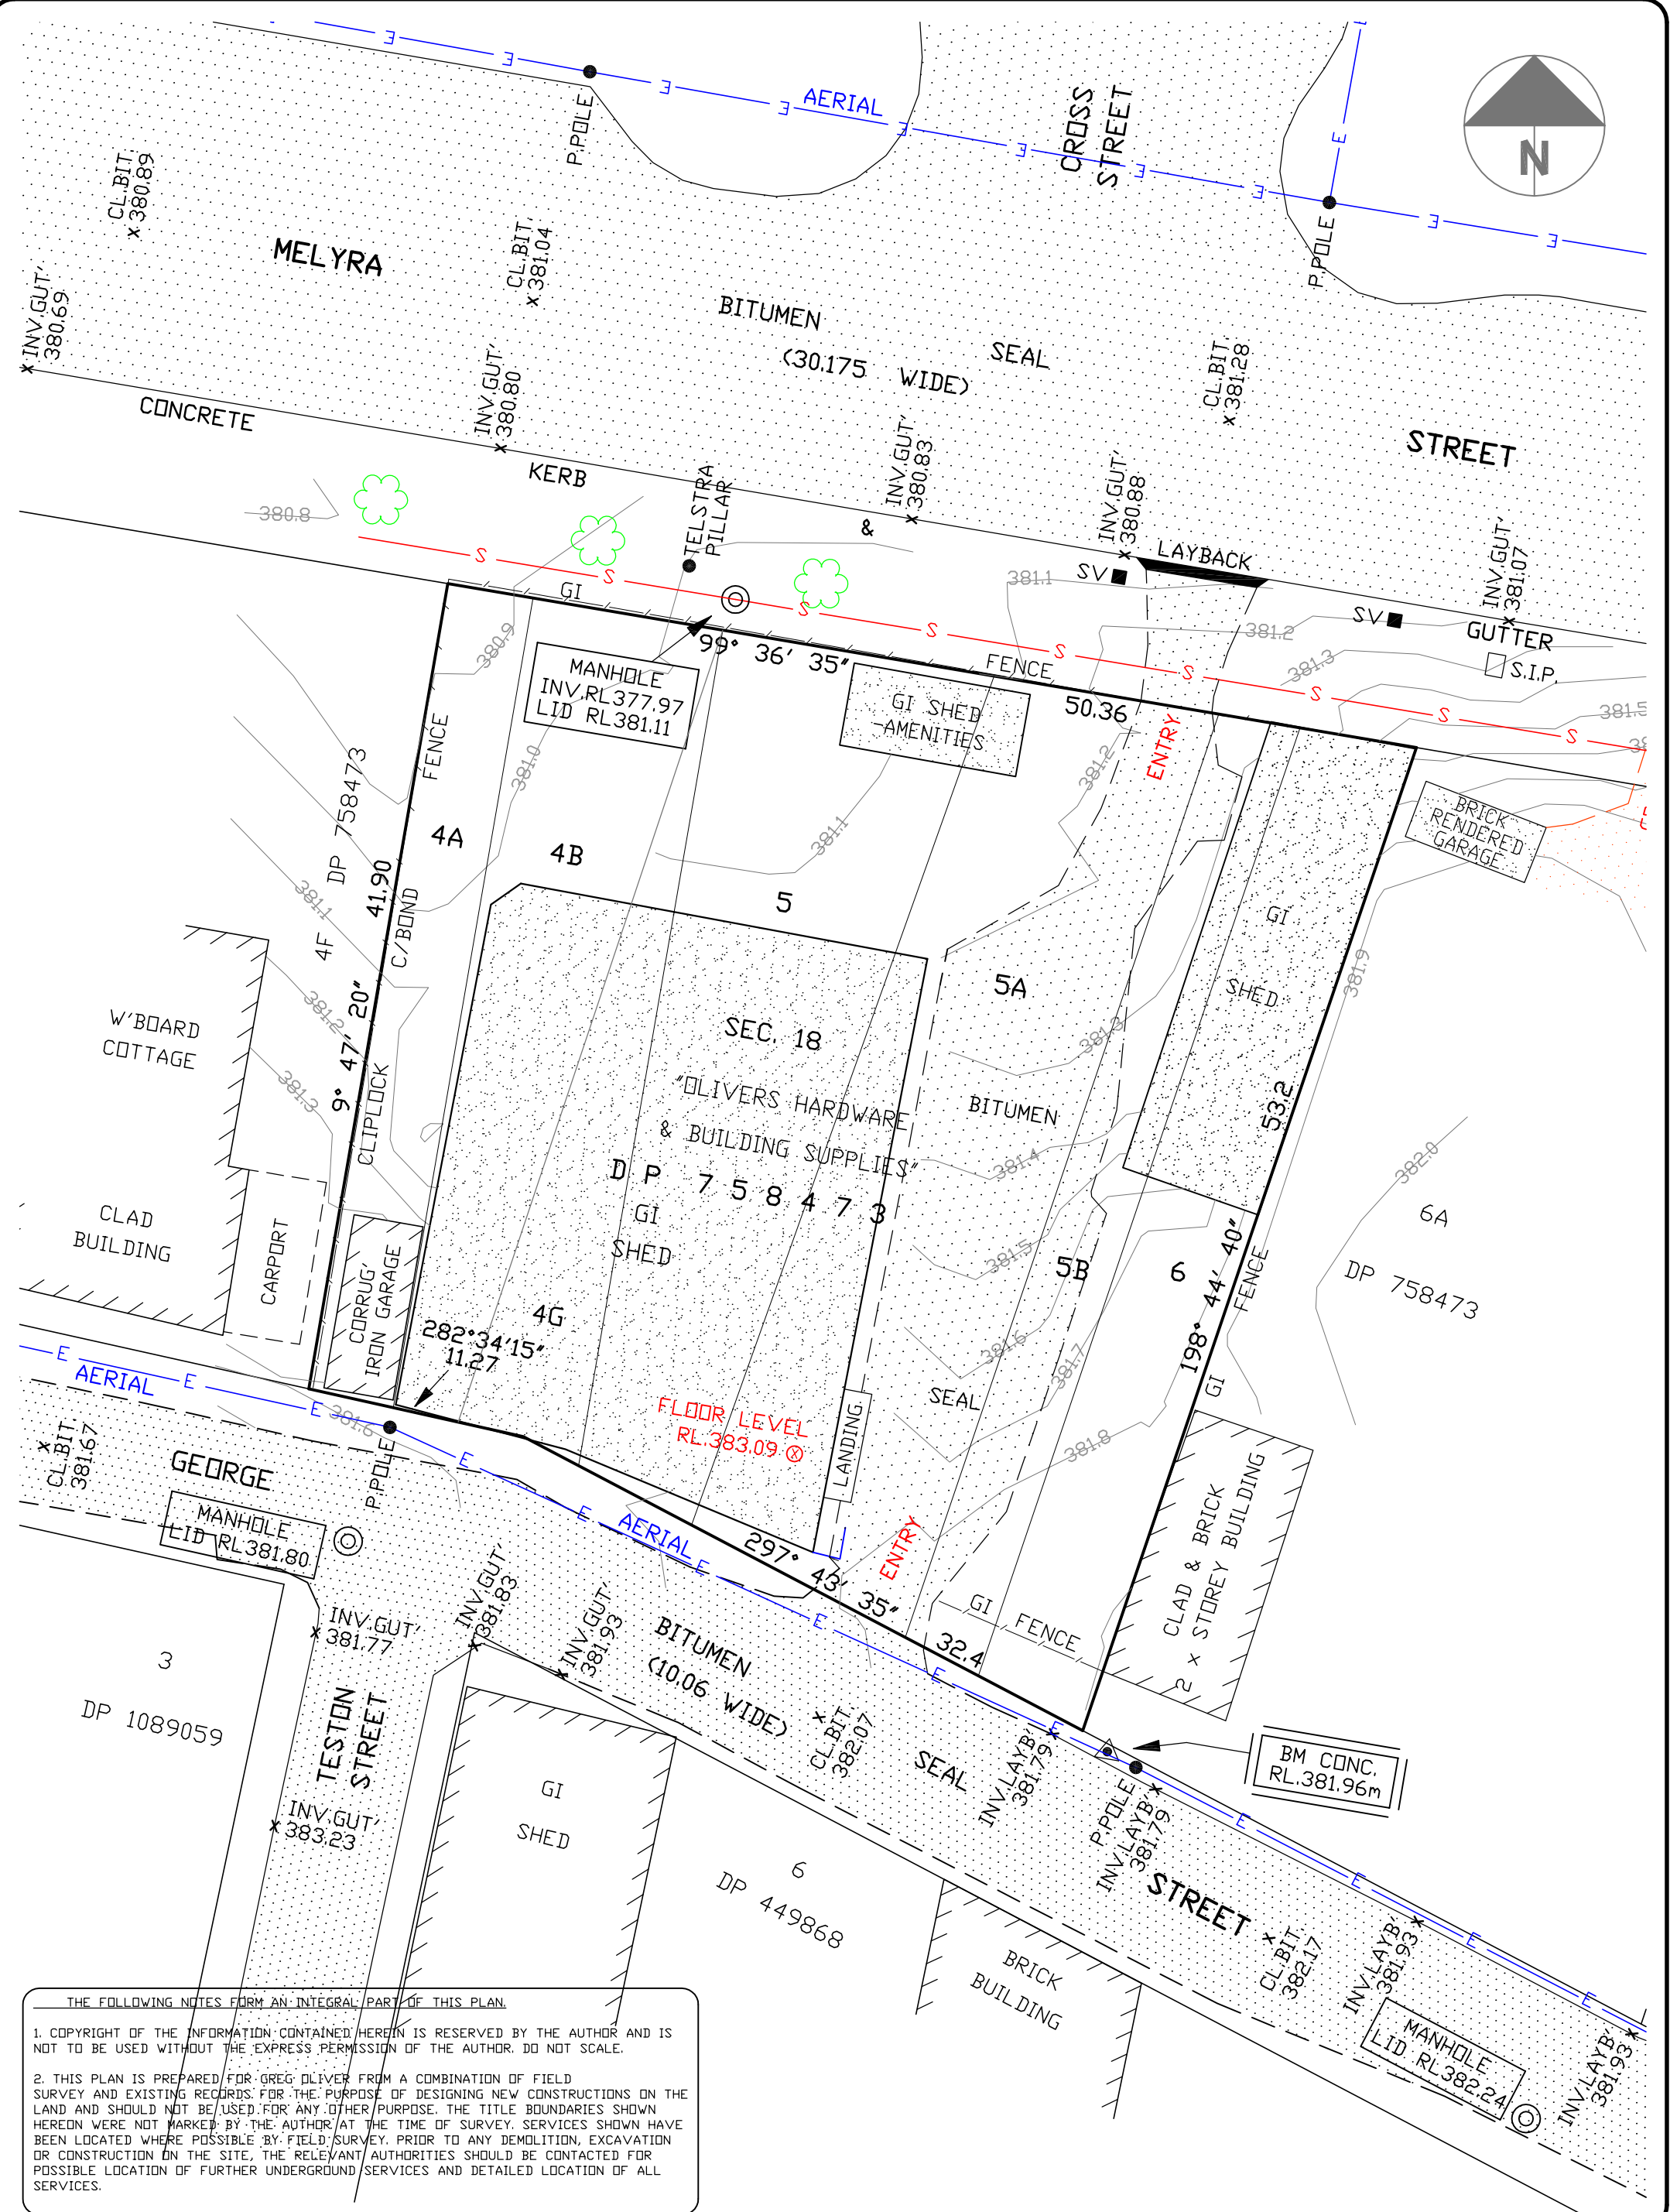 AERIAL
P.POLE
CROSS
STREET
N
CL.BIT.
380.89
MELYRA
CL.BIT.
381.04
P.POLE
INV.GUT'
380.69
BITUMEN
SEAL
(30.175 WIDE)
CL.BIT.
381.28
STREET
CONCRETE
INV.GUT'
380.80
KERB
INV.GUT'
380.83
INV.GUT'
380.88
LAYBACK
INV.GUT'
381.07
380.8
TELSTRA
PILLAR
&
SV
381.1
SV
GUTTER
S.I.P.
381.2
381.3
381.5
GI
380.9
99° 36' 35"
FENCE
50.36
MANHOLE
INV.RL377.97
LID RL381.11
GI SHED
-AMENITIES
ENTRY
381.0
381.2
FENCE
4A
4B
381.1
5
BRICK
RENDERED
GARAGE
DP 758473
4F
41.90
C/BOND
381.1
381.2
381.3
9° 47' 20"
CLIPLOCK
W'BOARD
COTTAGE
GI
SHED
381.9
5A
SEC. 18
381.3
"OLIVERS HARDWARE
& BUILDING SUPPLIES"
BITUMEN
53.2
DP 758473
381.4
382.0
GI
SHED
6A
DP 758473
CLAD
BUILDING
CARPORT
CORRUG'
IRON GARAGE
381.5
5B
6
198° 44' 40"
FENCE
GI
4G
282°34'15"
11.27
381.6
381.7
SEAL
AERIAL
381.6
FLOOR LEVEL
RL.383.09
LANDING
381.8
CLAD & BRICK
2 x STOREY BUILDING
CL.BIT.
381.67
GEORGE
P.POLE
MANHOLE
LID RL381.80
AERIAL
297° 43' 35"
ENTRY
GI FENCE
32.4
INV.GUT'
381.77
INV.GUT'
381.83
INV.GUT'
381.93
BITUMEN
(10.06 WIDE)
3
DP 1089059
TESTON
STREET
CL.BIT.
382.07
SEAL
INV.LAYB'
381.79
BM CONC.
RL.381.96m
P.POLE
INV.LAYB'
381.79
INV.GUT'
383.23
GI
SHED
6
DP 449868
STREET
CL.BIT.
382.17
INV.LAYB'
381.93
BRICK
BUILDING
MANHOLE
LID RL382.24
INV.LAYB'
381.93
THE FOLLOWING NOTES FORM AN INTEGRAL PART OF THIS PLAN.
1. COPYRIGHT OF THE INFORMATION CONTAINED HEREIN IS RESERVED BY THE AUTHOR AND IS
NOT TO BE USED WITHOUT THE EXPRESS PERMISSION OF THE AUTHOR. DO NOT SCALE.
2. THIS PLAN IS PREPARED FOR GREG OLIVER FROM A COMBINATION OF FIELD
SURVEY AND EXISTING RECORDS FOR THE PURPOSE OF DESIGNING NEW CONSTRUCTIONS ON THE
LAND AND SHOULD NOT BE USED FOR ANY OTHER PURPOSE. THE TITLE BOUNDARIES SHOWN
HEREON WERE NOT MARKED BY THE AUTHOR AT THE TIME OF SURVEY. SERVICES SHOWN HAVE
BEEN LOCATED WHERE POSSIBLE BY FIELD SURVEY. PRIOR TO ANY DEMOLITION, EXCAVATION
OR CONSTRUCTION ON THE SITE, THE RELEVANT AUTHORITIES SHOULD BE CONTACTED FOR
POSSIBLE LOCATION OF FURTHER UNDERGROUND SERVICES AND DETAILED LOCATION OF ALL
SERVICES.